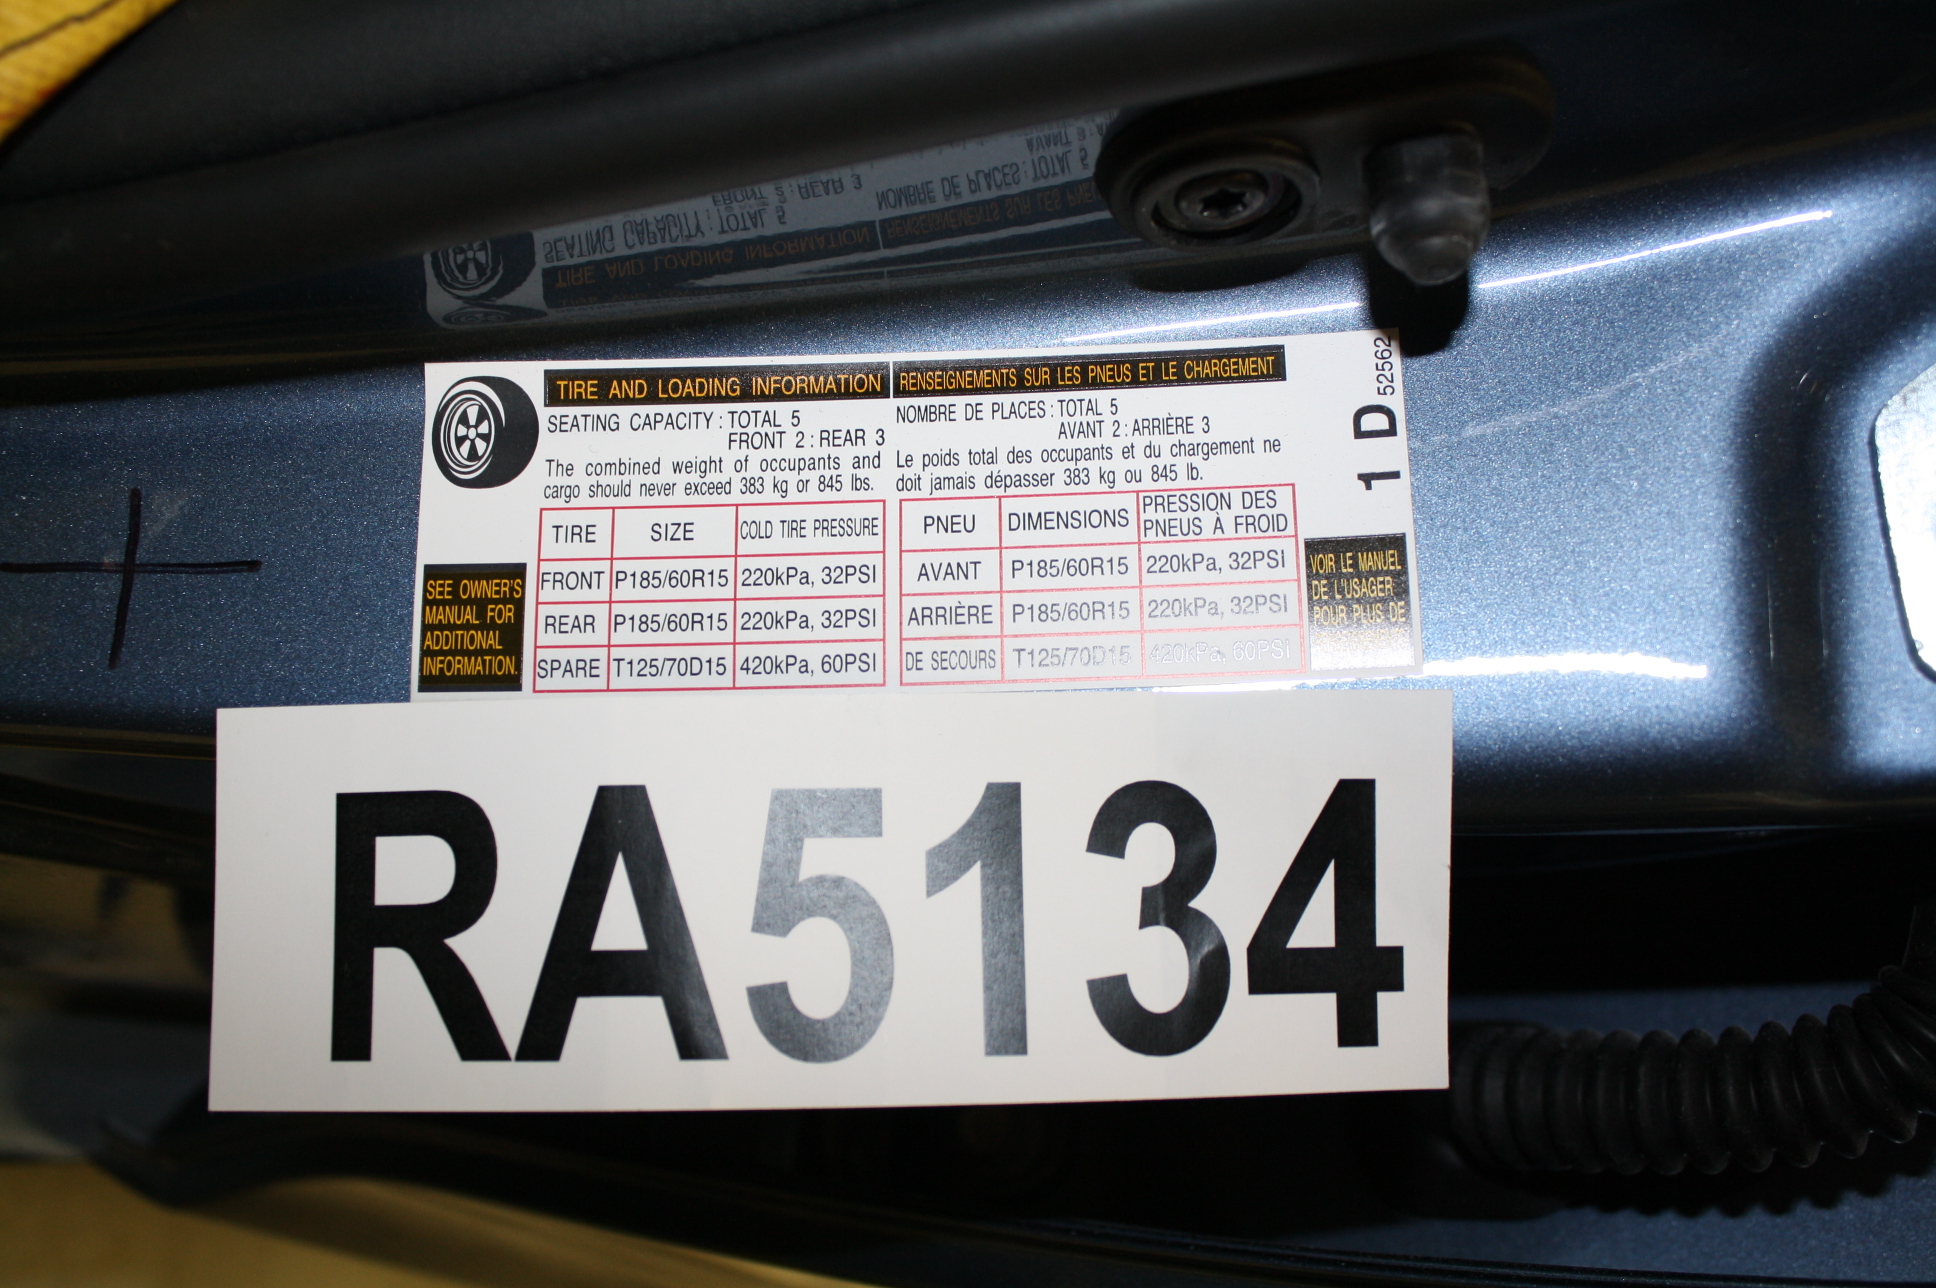 TIRE AND LOADING INFORMATION
SEATING CAPACITY : TOTAL 5
FRONT 2 : REAR 3
The combined weight of occupants and
cargo should never exceed 383 kg or 845 lbs.
TIRE SIZE COLD TIRE PRESSURE
FRONT P185/60R15 220kPa, 32PSI
REAR P185/60R15 220kPa, 32PSI
SPARE T125/70D15 420kPa, 60PSI
SEE OWNER'S
MANUAL FOR
ADDITIONAL
INFORMATION.
RENSEIGNEMENTS SUR LES PNEUS ET LE CHARGEMENT
NOMBRE DE PLACES : TOTAL 5
AVANT 2 : ARRIÈRE 3
Le poids total des occupants et du chargement ne
doit jamais dépasser 383 kg ou 845 lb.
PNEU DIMENSIONS PRESSION DES
PNEUS À FROID
AVANT P185/60R15 220kPa, 32PSI
ARRIÈRE P185/60R15 220kPa, 32PSI
DE SECOURS T125/70D15 420kPa, 60PSI
VOIR LE MANUEL
DE L'USAGER
POUR PLUS DE
1 D 52562
RA5134